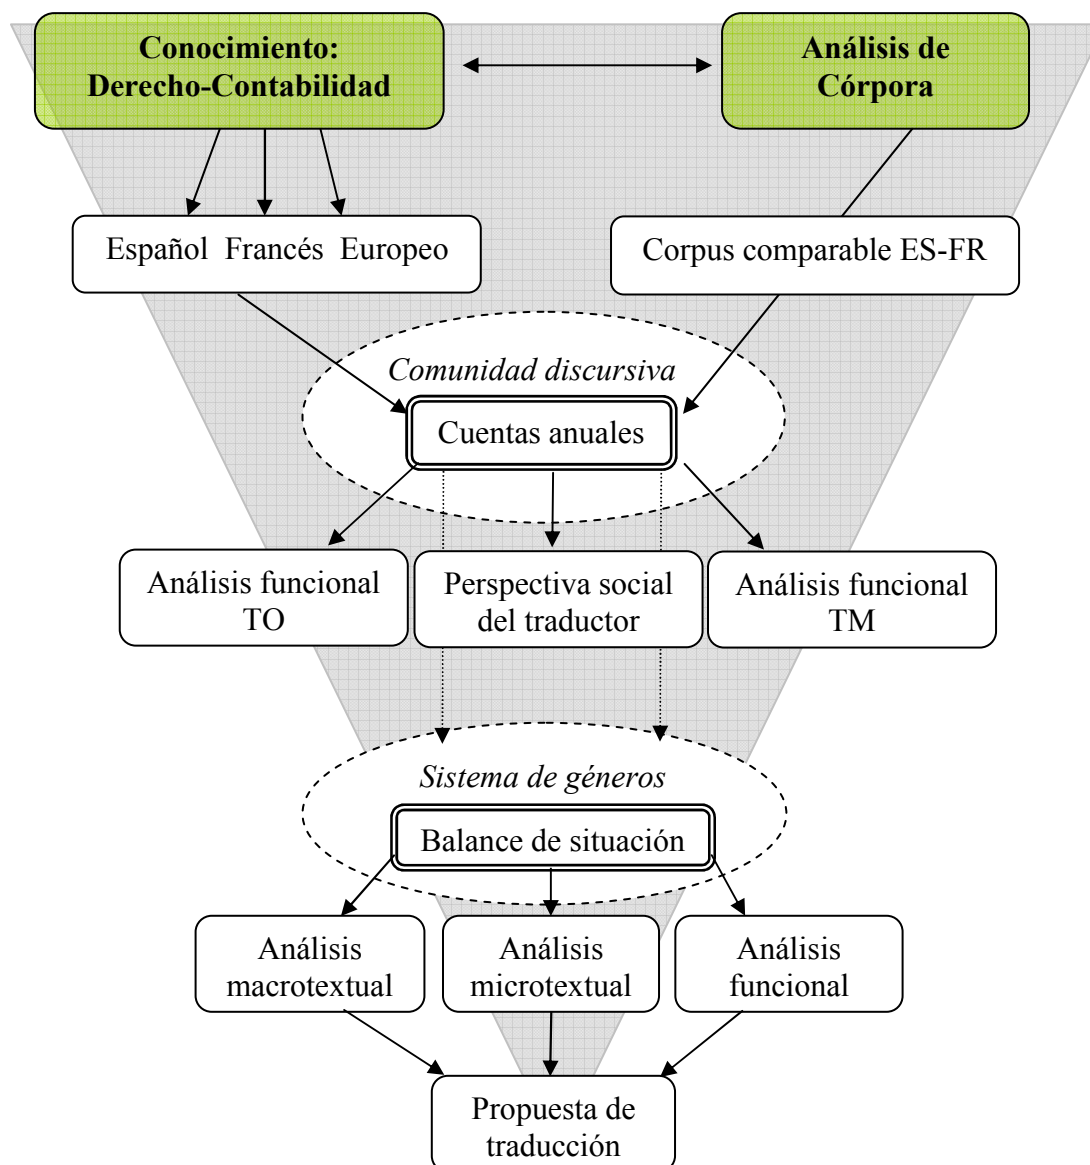 Conocimiento:
Derecho-Contabilidad
Análisis de
Córpora
Español Francés Europeo
Corpus comparable ES-FR
Comunidad discursiva
Cuentas anuales
Análisis funcional
TO
Perspectiva social
del traductor
Análisis funcional
TM
Sistema de géneros
Balance de situación
Análisis
macrotextual
Análisis
microtextual
Análisis
funcional
Propuesta de
traducción